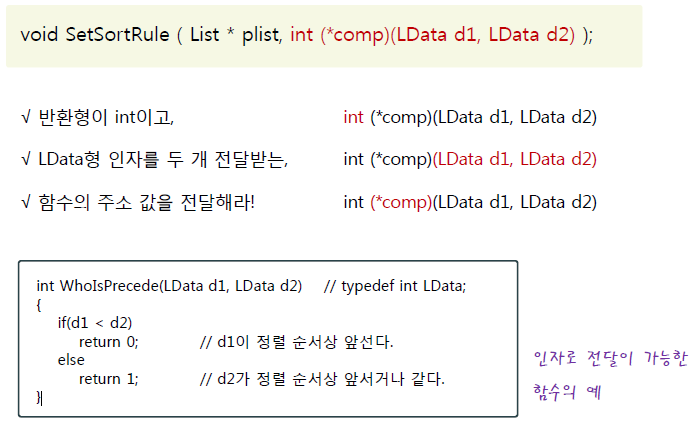 void SetSortRule ( List * plist, int (*comp)(LData d1, LData d2) );
√ 반환형이 int이고, int (*comp)(LData d1, LData d2)
√ LData형 인자를 두 개 전달받는, int (*comp)(LData d1, LData d2)
√ 함수의 주소 값을 전달해라! int (*comp)(LData d1, LData d2)
int WhoIsPrecede(LData d1, LData d2) // typedef int LData;
{
if(d1 < d2)
return 0; // d1이 정렬 순서상 앞선다.
else
return 1; // d2가 정렬 순서상 앞서거나 같다.
}
인자로 전달이 가능한
함수의 예